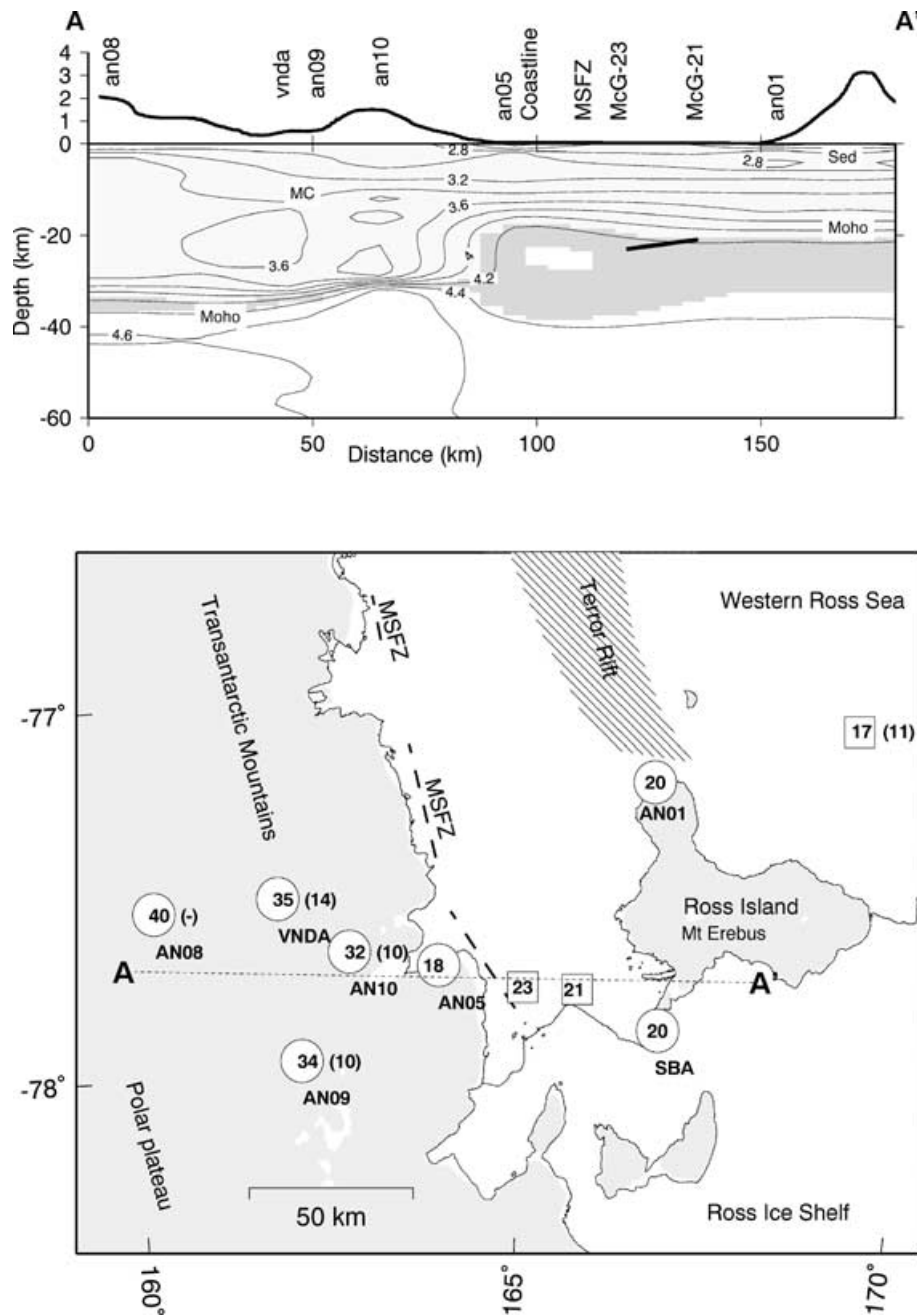 A
A'
an08
vnda
an09
an10
an05
Coastline
MSFZ
McG-23
McG-21
an01
4
3
2
1
0
2.8
2.8
Sed
3.2
MC
3.6
Moho
-20
3.6
4
4.2
4.4
Moho
-40
4.6
-60
Depth (km)
0
50
100
150
Distance (km)
Transantarctic Mountains
MSFZ
Terror Rift
Western Ross Sea
-77°
17 (11)
MSFZ
20
AN01
35 (14)
VNDA
40 (-)
AN08
Ross Island
Mt Erebus
32 (10)
AN10
18
AN05
A
A'
23
21
20
SBA
34 (10)
AN09
-78°
Polar plateau
50 km
Ross Ice Shelf
160°
165°
170°